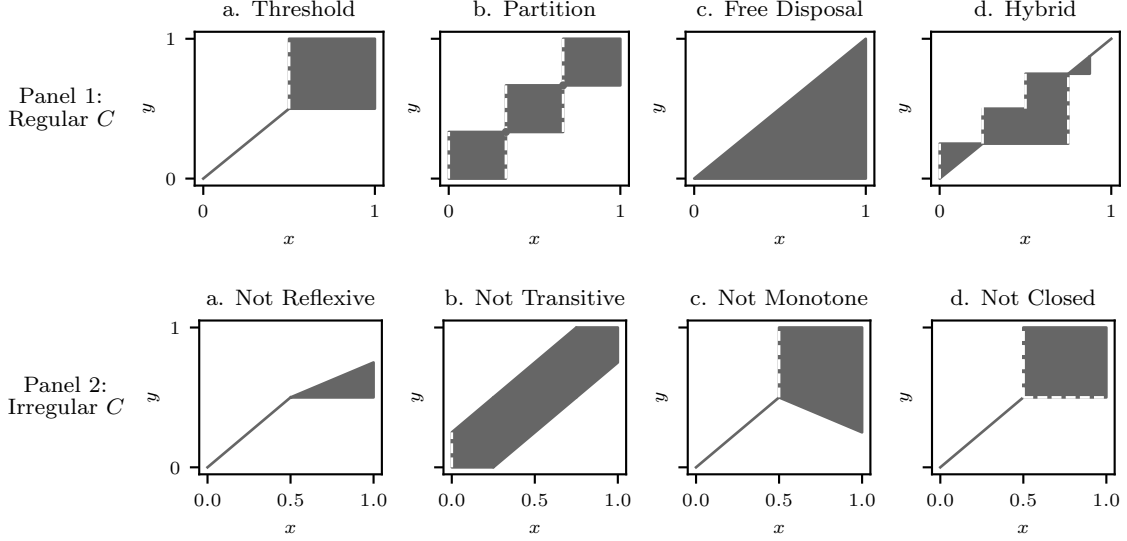 a. Threshold
b. Partition
c. Free Disposal
d. Hybrid
Panel 1:
Regular C
y
1
0
0
1
x
y
0
1
x
y
0
1
x
y
0
1
x
a. Not Reflexive
b. Not Transitive
c. Not Monotone
d. Not Closed
Panel 2:
Irregular C
y
1
0
0.0
0.5
1.0
x
y
0.0
0.5
1.0
x
y
0.0
0.5
1.0
x
y
0.0
0.5
1.0
x